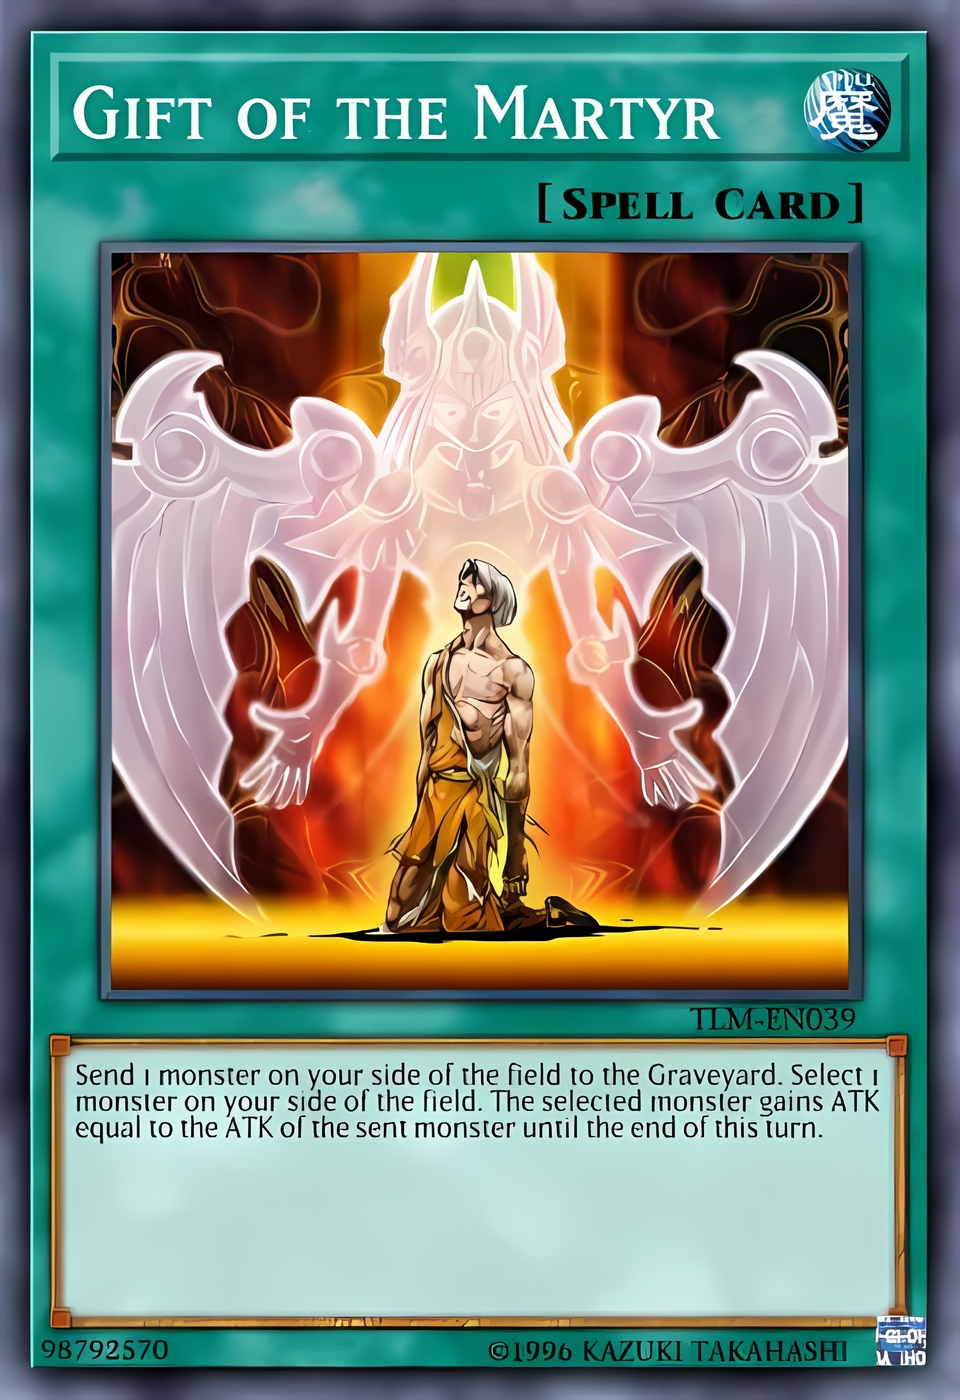 Gift of the Martyr
魔
[Spell Card]
TLM-EN039
Send 1 monster on your side of the field to the Graveyard. Select 1
monster on your side of the field. The selected monster gains ATK
equal to the ATK of the sent monster until the end of this turn.
98792570
©1996 KAZUKI TAKAHASHI